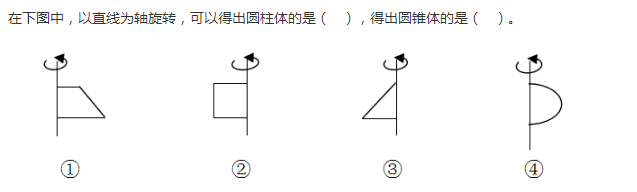 在下图中，以直线为轴旋转，可以得出圆柱体的是（　），得出圆锥体的是（　）。
① ② ③ ④